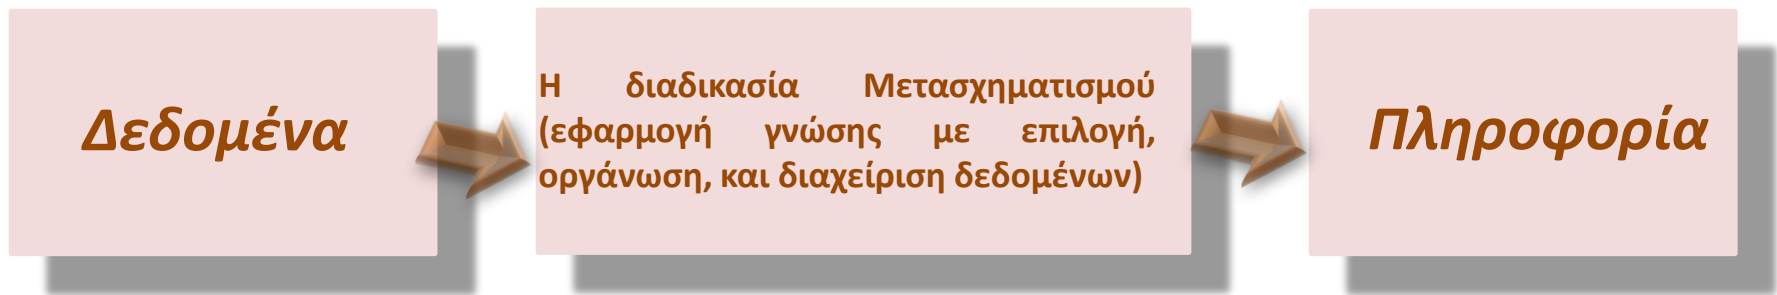 Δεδομένα
Η διαδικασία Μετασχηματισμού
(εφαρμογή γνώσης με επιλογή,
οργάνωση, και διαχείριση δεδομένων)
Πληροφορία